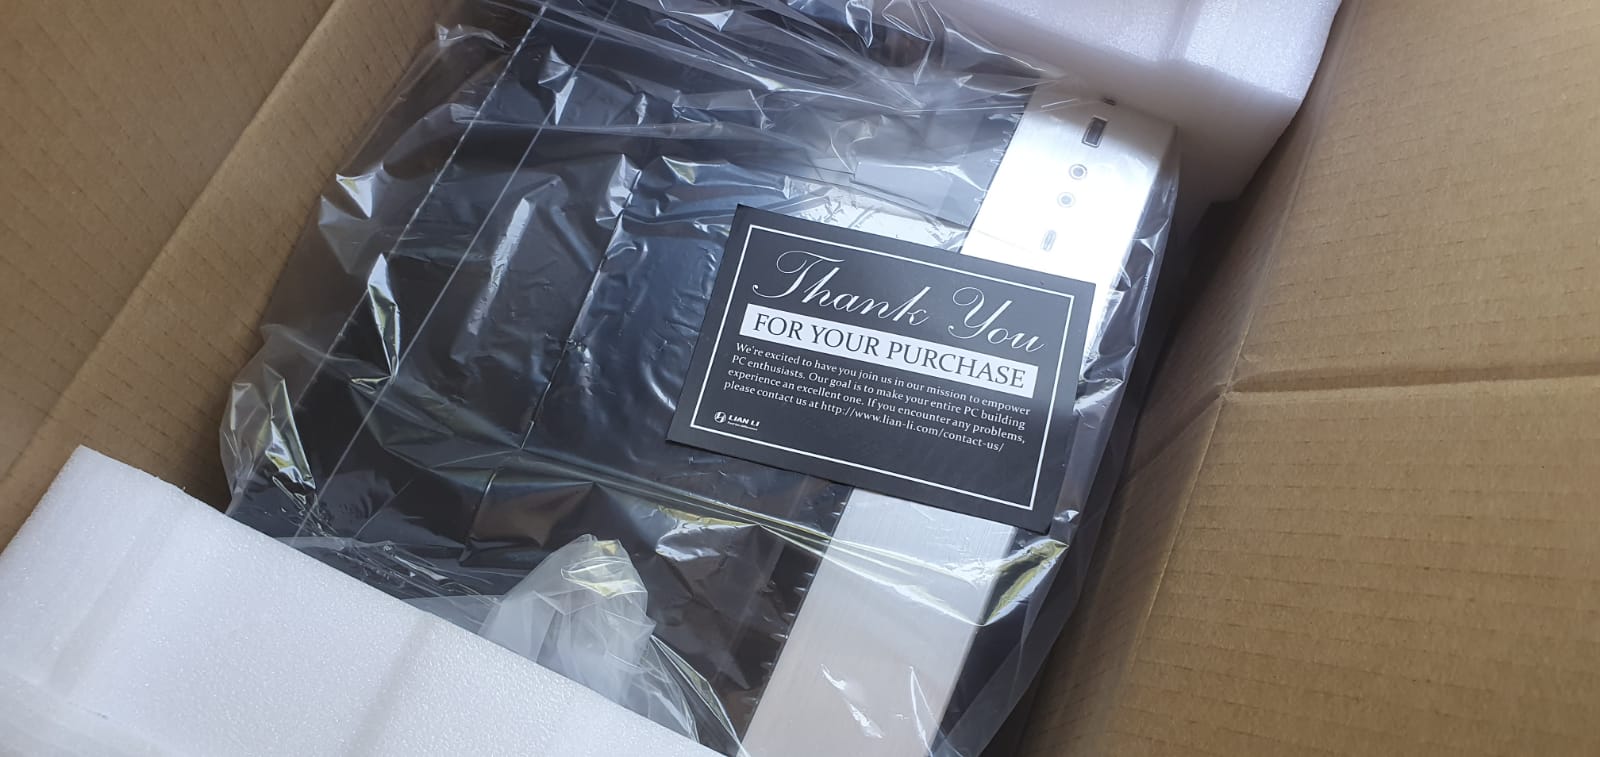 Thank You
FOR YOUR PURCHASE
We're excited to have you join us in our mission to empower
PC enthusiasts. Our goal is to make your entire PC building
experience an excellent one. If you encounter any problems,
please contact us at http://www.lian-li.com/contact-us/
LIAN LI